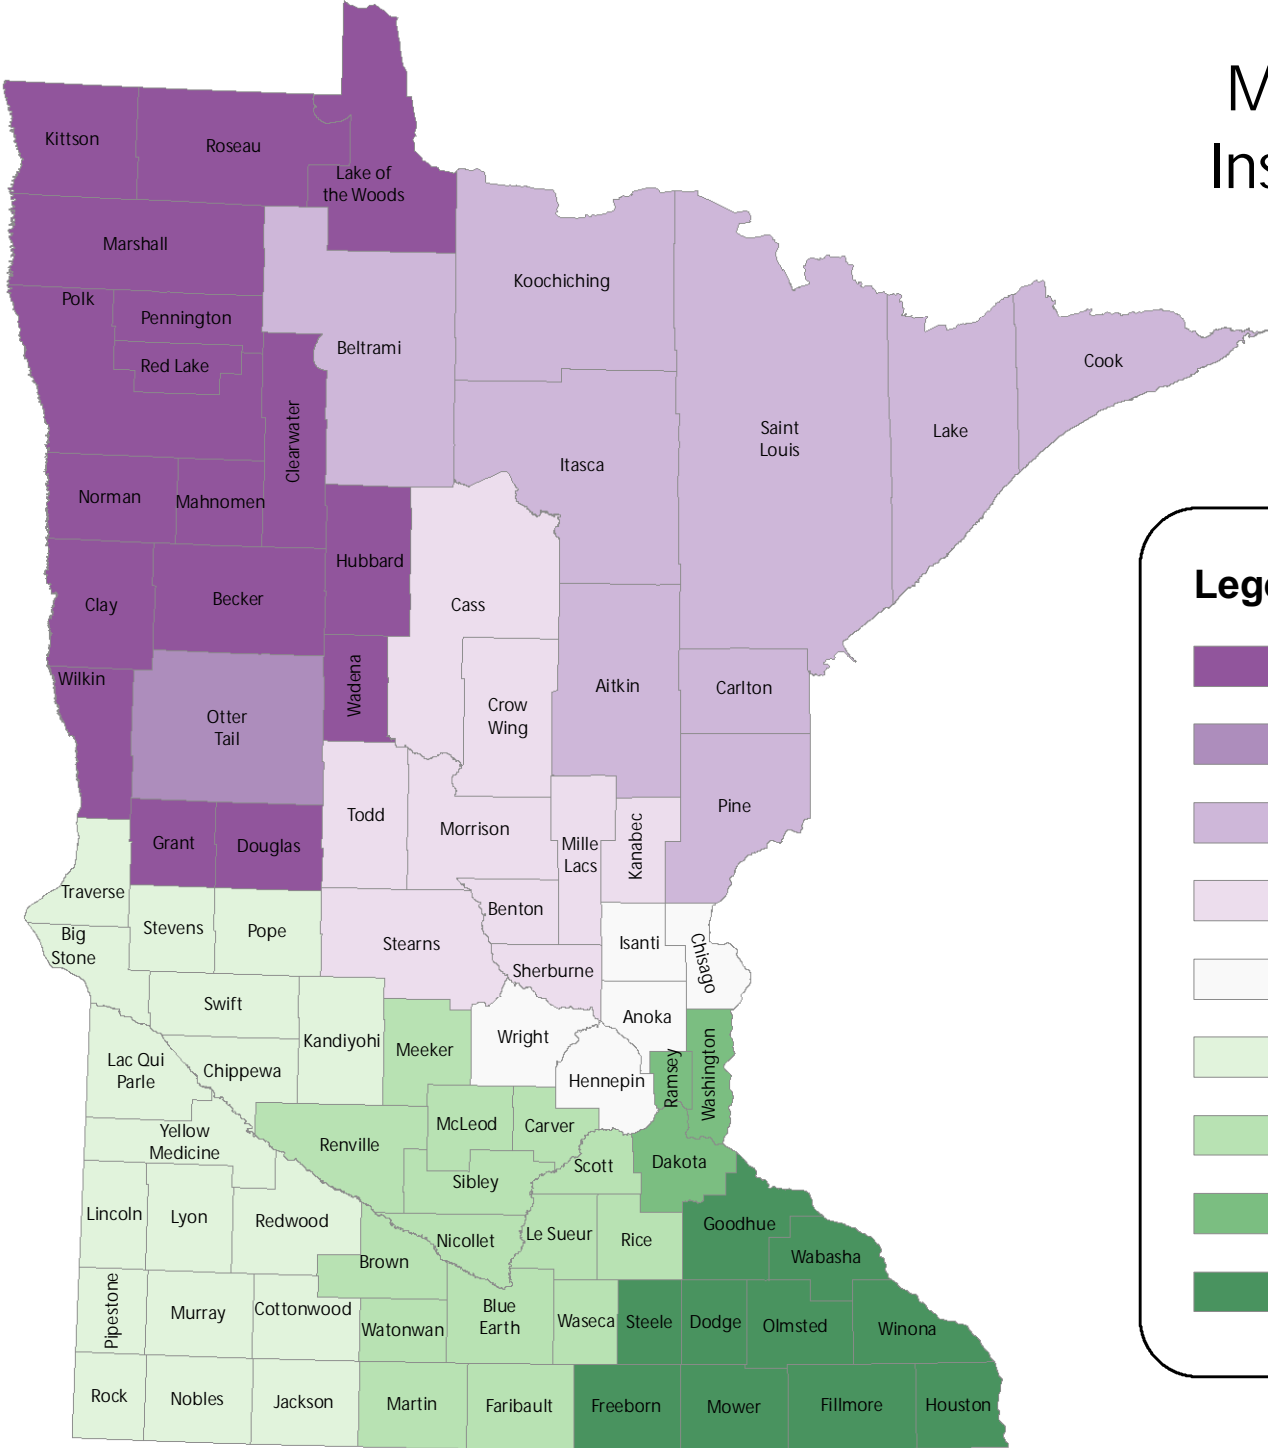 M
Ins
Kittson
Roseau
Lake of
the Woods
Marshall
Koochiching
Polk
Pennington
Beltrami
Red Lake
Cook
Clearwater
Saint
Louis
Lake
Itasca
Norman
Mahnomen
Hubbard
Lege
Clay
Becker
Cass
Wilkin
Wadena
Aitkin
Carlton
Otter
Tail
Crow
Wing
Pine
Todd
Morrison
Grant
Douglas
Mille
Lacs
Kanabec
Traverse
Stevens
Pope
Benton
Big
Stone
Stearns
Isanti
Chisago
Sherburne
Swift
Anoka
Kandiyohi
Wright
Meeker
Lac Qui
Parle
Chippewa
Hennepin
Ramsey
Washington
McLeod
Carver
Yellow
Medicine
Renville
Scott
Dakota
Sibley
Lincoln
Lyon
Redwood
Goodhue
Le Sueur
Rice
Nicollet
Brown
Wabasha
Pipestone
Murray
Cottonwood
Watonwan
Blue
Earth
Waseca
Steele
Dodge
Olmsted
Winona
Rock
Nobles
Jackson
Martin
Faribault
Freeborn
Mower
Fillmore
Houston